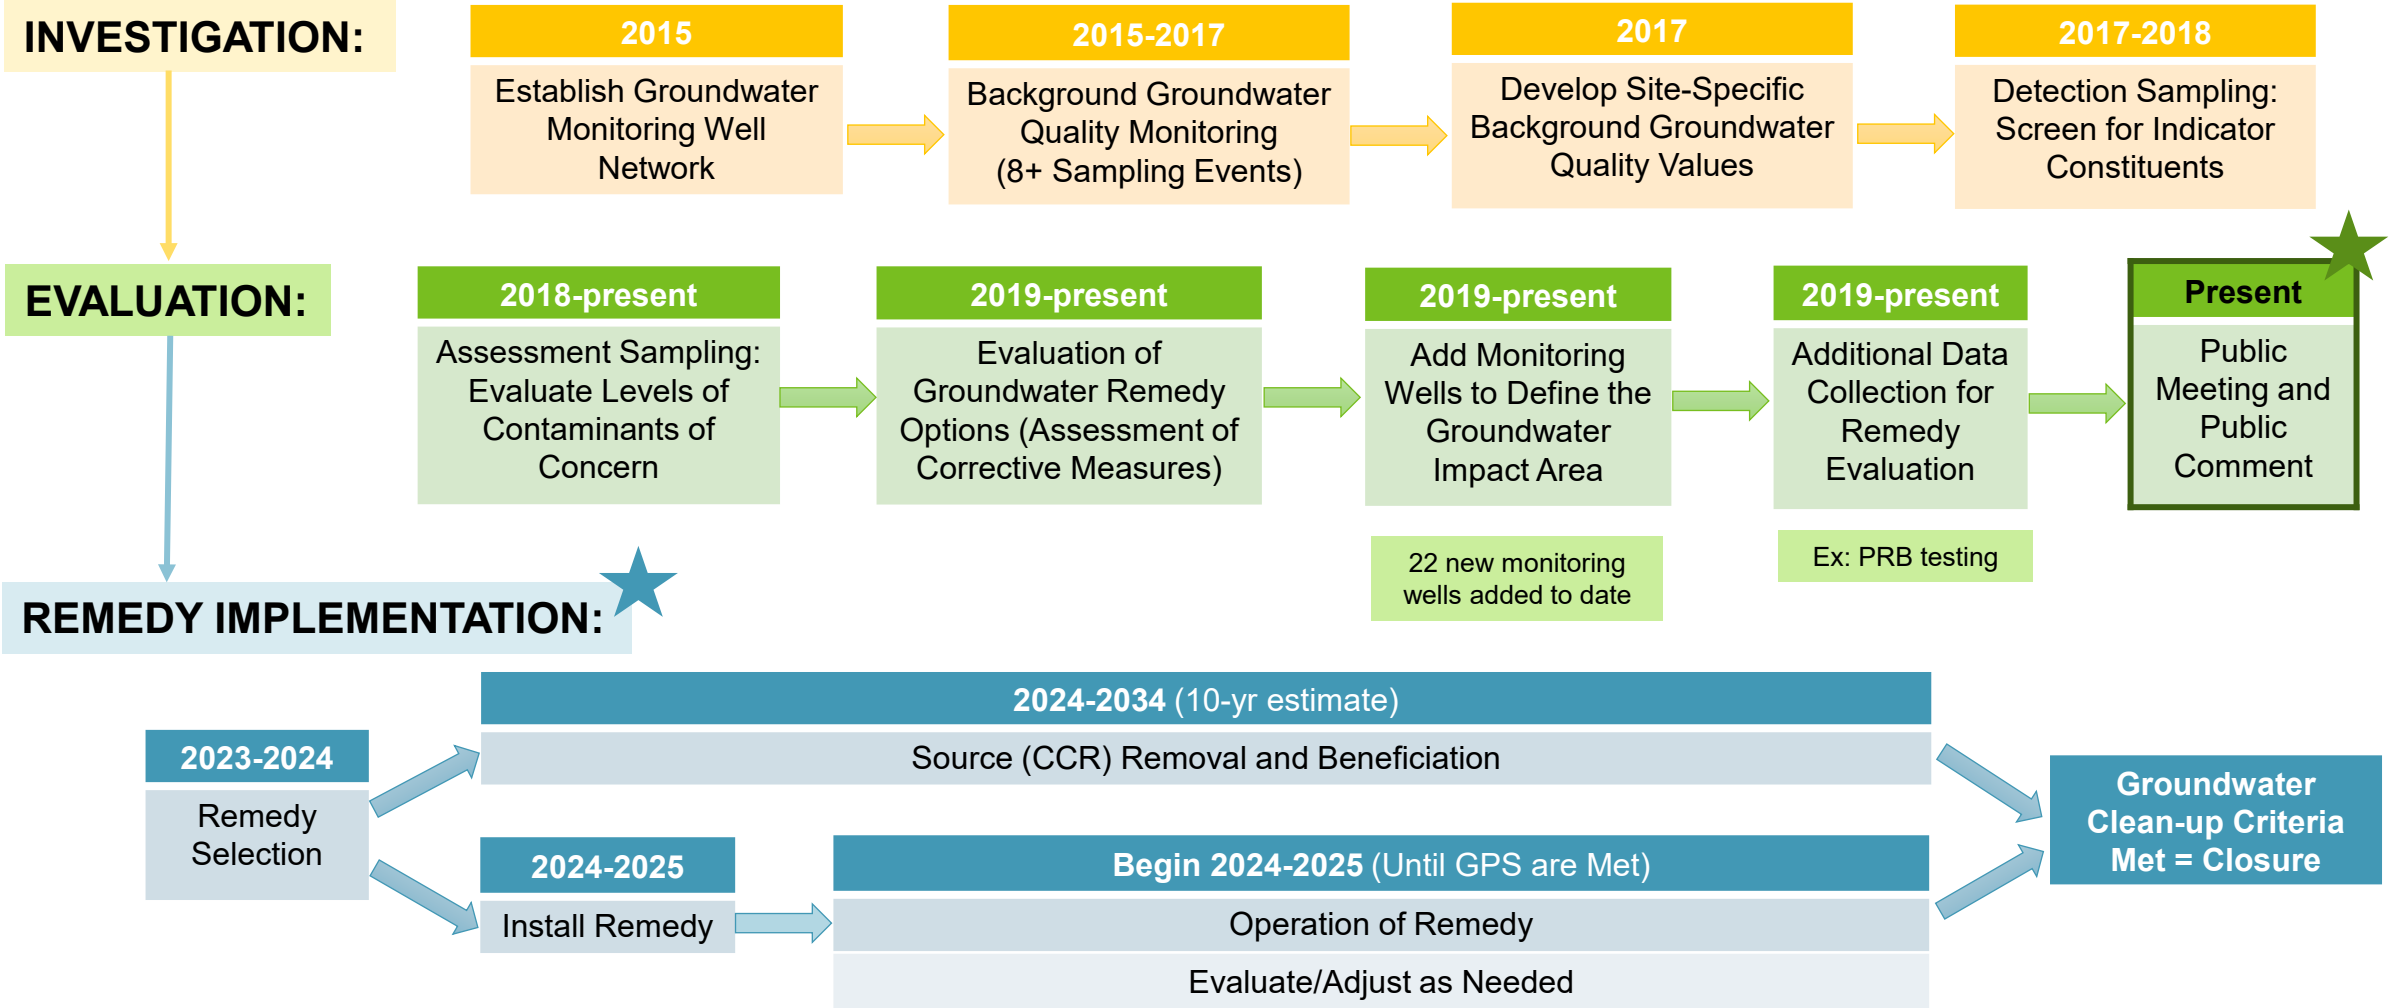 INVESTIGATION:
2015
Establish Groundwater
Monitoring Well
Network
2015-2017
Background Groundwater
Quality Monitoring
(8+ Sampling Events)
2017
Develop Site-Specific
Background Groundwater
Quality Values
2017-2018
Detection Sampling:
Screen for Indicator
Constituents
EVALUATION:
2018-present
Assessment Sampling:
Evaluate Levels of
Contaminants of
Concern
2019-present
Evaluation of
Groundwater Remedy
Options (Assessment of
Corrective Measures)
2019-present
Add Monitoring
Wells to Define the
Groundwater
Impact Area
22 new monitoring
wells added to date
2019-present
Additional Data
Collection for
Remedy
Evaluation
Ex: PRB testing
Present
Public
Meeting and
Public
Comment
REMEDY IMPLEMENTATION:
2023-2024
Remedy
Selection
2024-2034 (10-yr estimate)
Source (CCR) Removal and Beneficiation
2024-2025
Install Remedy
Begin 2024-2025 (Until GPS are Met)
Operation of Remedy
Evaluate/Adjust as Needed
Groundwater
Clean-up Criteria
Met = Closure